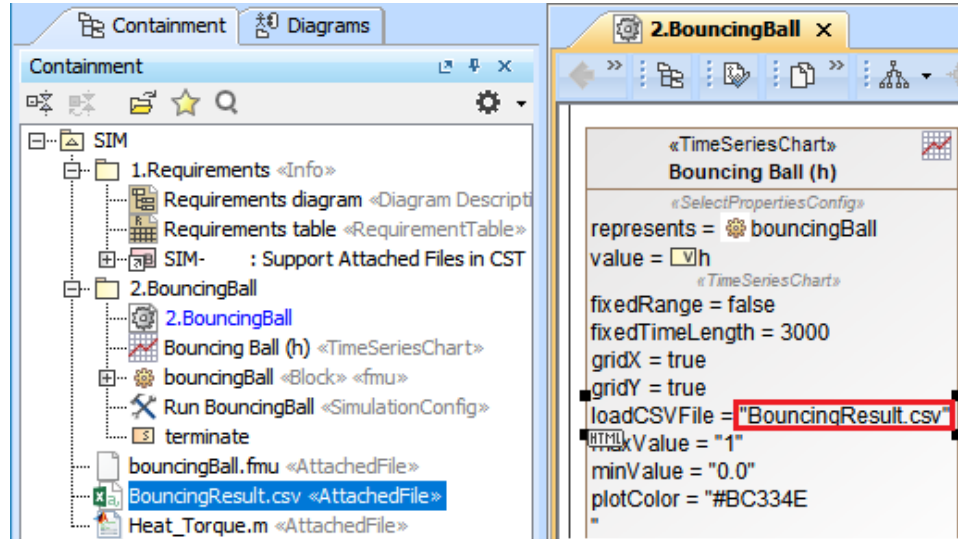 Containment
Diagrams
Containment
SIM
1.Requirements «Info»
Requirements diagram «Diagram Descripti
Requirements table «RequirementTable»
SIM- : Support Attached Files in CST
2.BouncingBall
2.BouncingBall
Bouncing Ball (h) «TimeSeriesChart»
bouncingBall «Block» «fmu»
Run BouncingBall «SimulationConfig»
terminate
bouncingBall.fmu «AttachedFile»
BouncingResult.csv «AttachedFile»
Heat_Torque.m «AttachedFile»
2.BouncingBall
«TimeSeriesChart»
Bouncing Ball (h)
«SelectPropertiesConfig»
represents = bouncingBall
value = V h
«TimeSeriesChart»
fixedRange = false
fixedTimeLength = 3000
gridX = true
gridY = true
loadCSVFile = "BouncingResult.csv"
HTML xValue = "1"
minValue = "0.0"
plotColor = "#BC334E
"